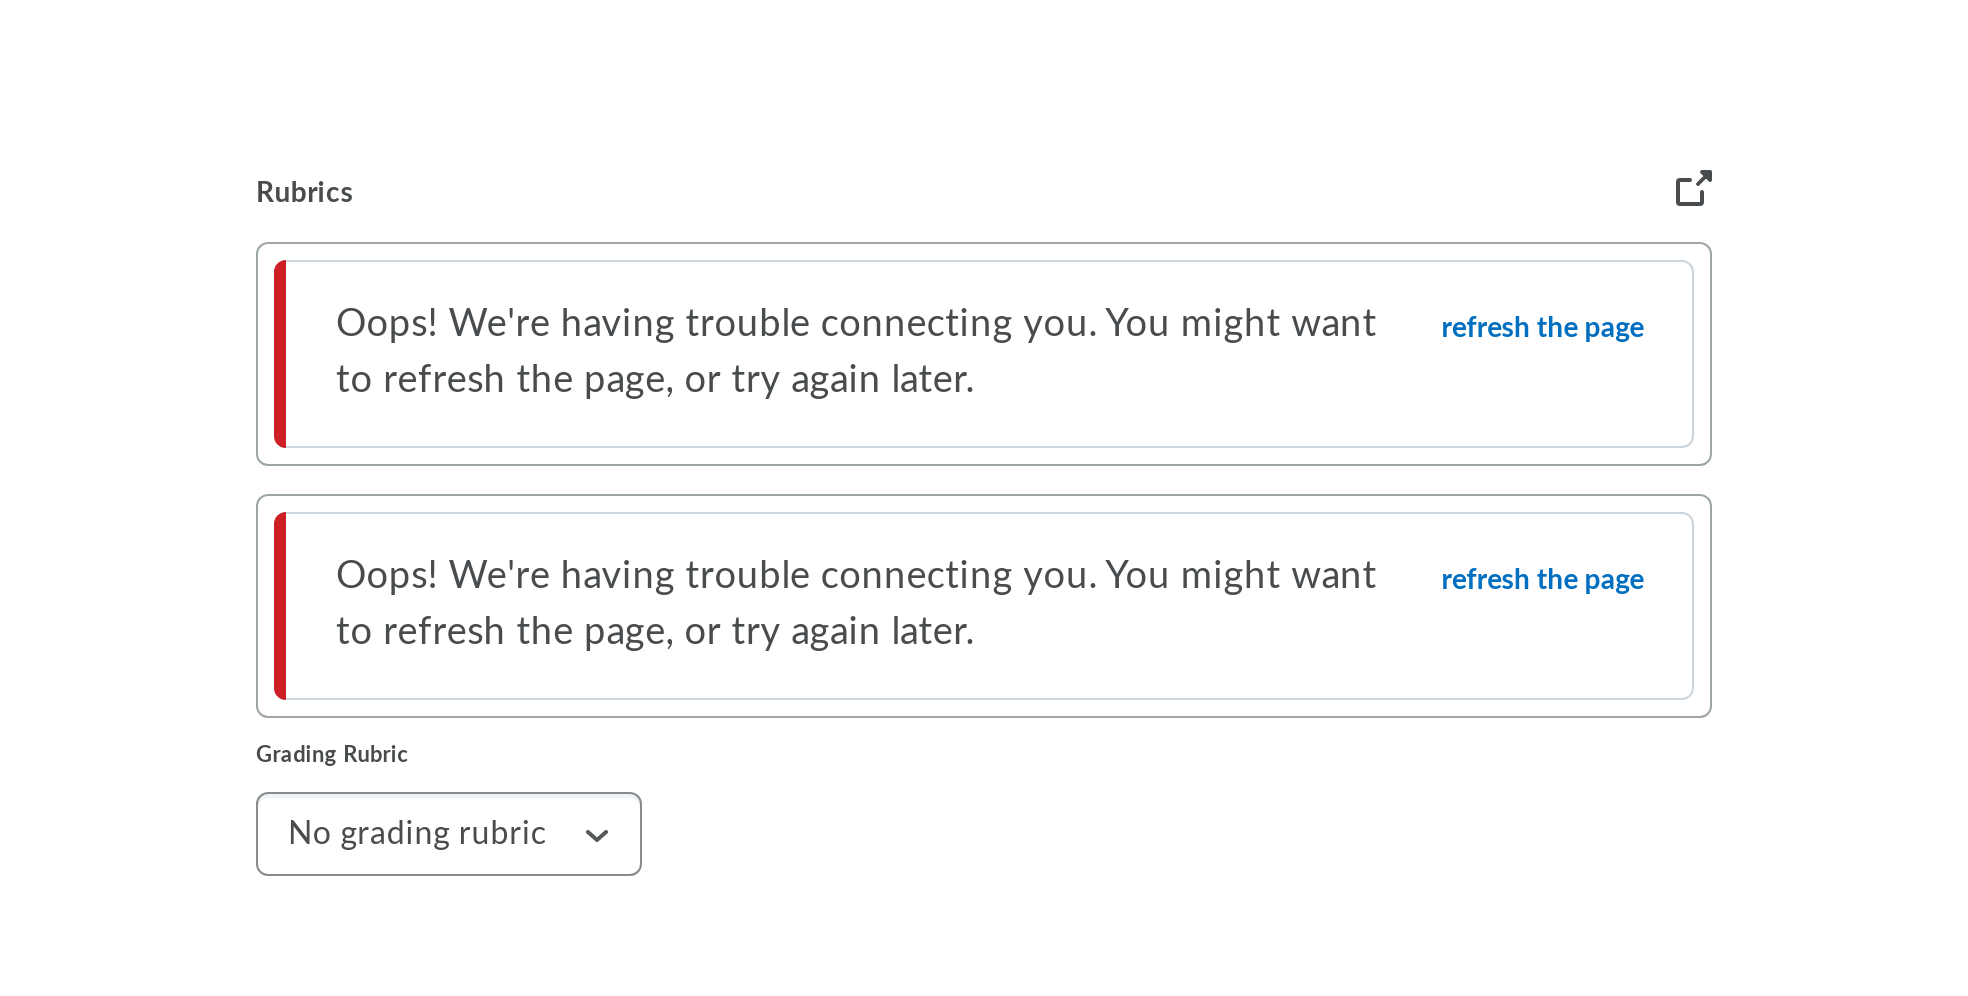 Rubrics
Oops! We're having trouble connecting you. You might want
to refresh the page, or try again later.
refresh the page
Oops! We're having trouble connecting you. You might want
to refresh the page, or try again later.
refresh the page
Grading Rubric
No grading rubric